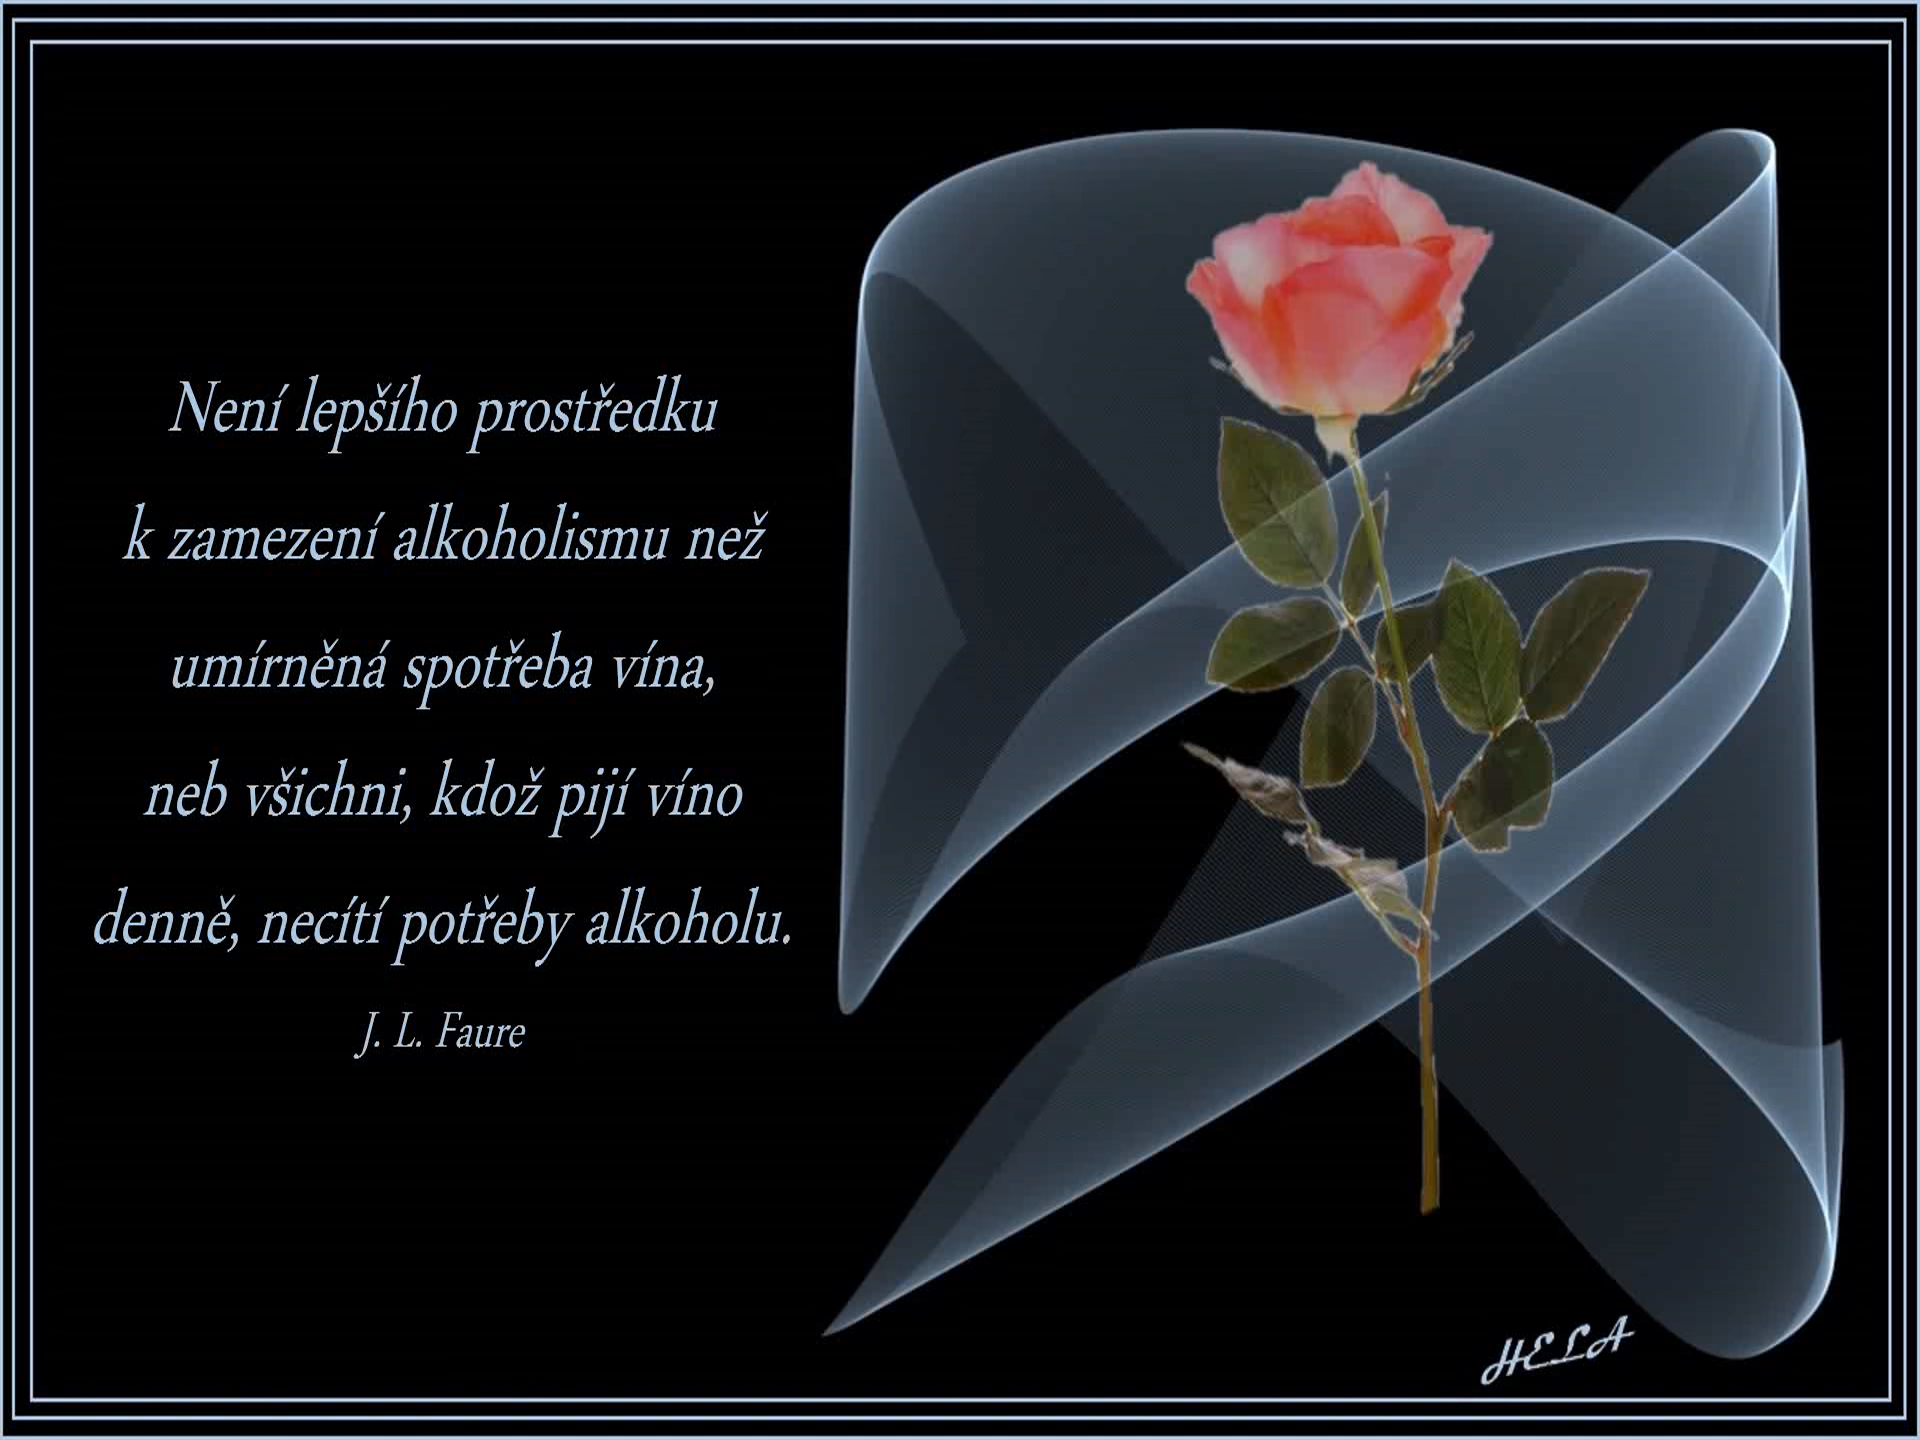 Není lepšího prostředku
k zamezení alkoholismu než
umírněná spotřeba vína,
neb všichni, kdož pijí víno
denně, necítí potřeby alkoholu.
J. L. Faure
HELA